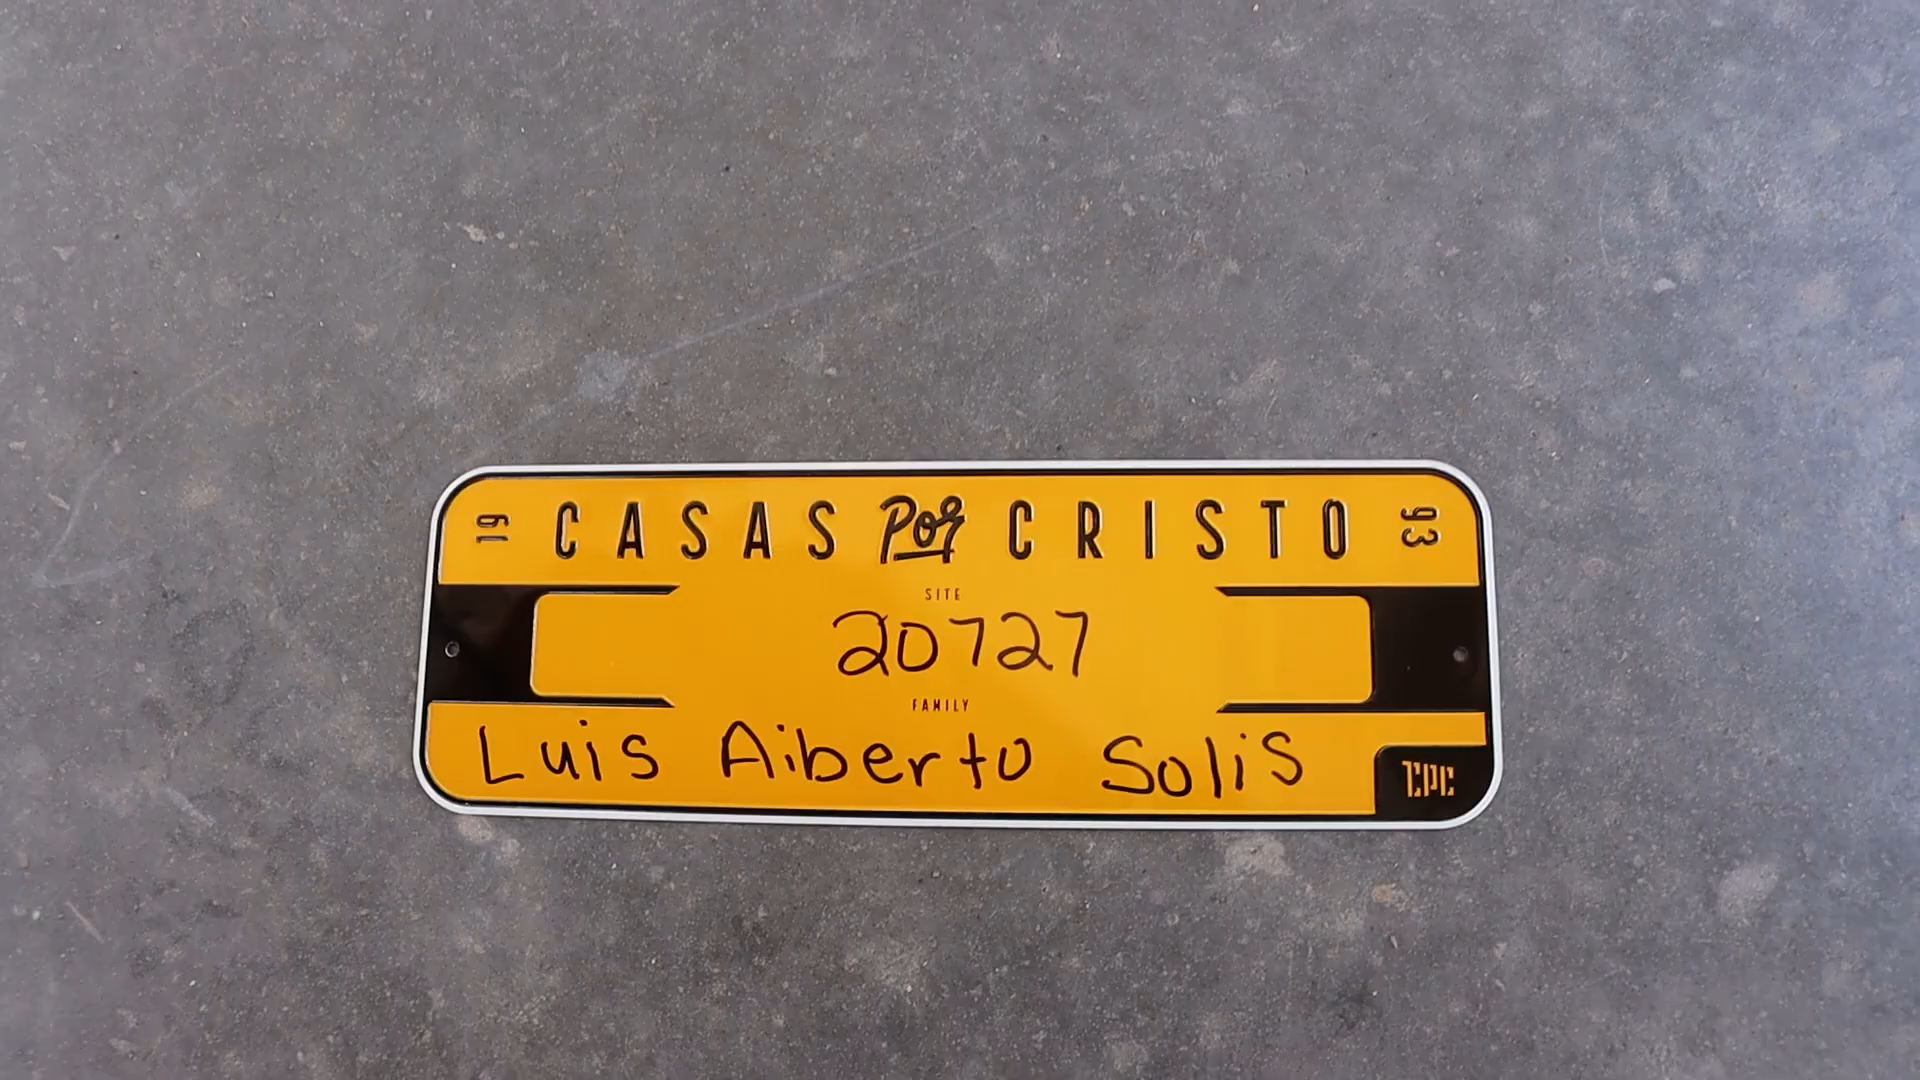 19 CASAS Por CRISTO 93
SITE
20727
FAMILY
Luis Aiberto Solis
CPC